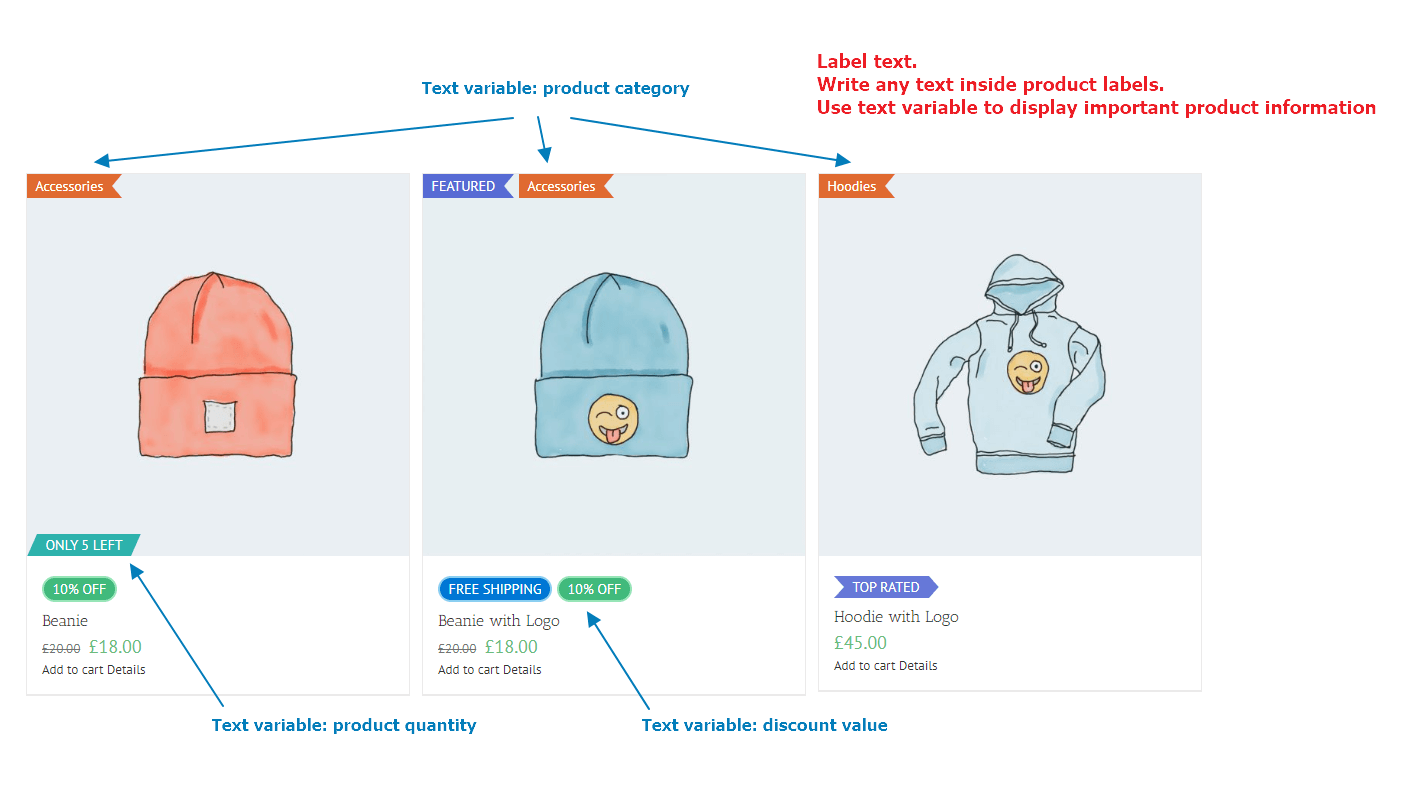 Label text.
Write any text inside product labels.
Use text variable to display important product information
Text variable: product category
Accessories
FEATURED
Accessories
Hoodies
ONLY 5 LEFT
10% OFF
Beanie
£20.00 £18.00
Add to cart Details
FREE SHIPPING
10% OFF
Beanie with Logo
£20.00 £18.00
Add to cart Details
TOP RATED
Hoodie with Logo
£45.00
Add to cart Details
Text variable: product quantity
Text variable: discount value